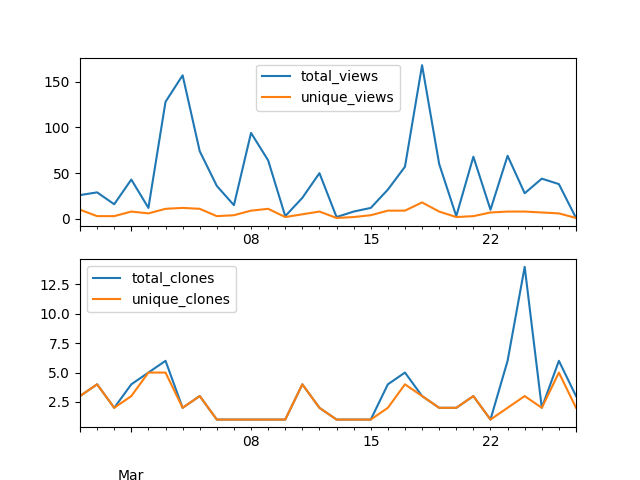 150
100
50
0
total_views
unique_views
08 15 22
12.5
10.0
7.5
5.0
2.5
total_clones
unique_clones
08 15 22
Mar